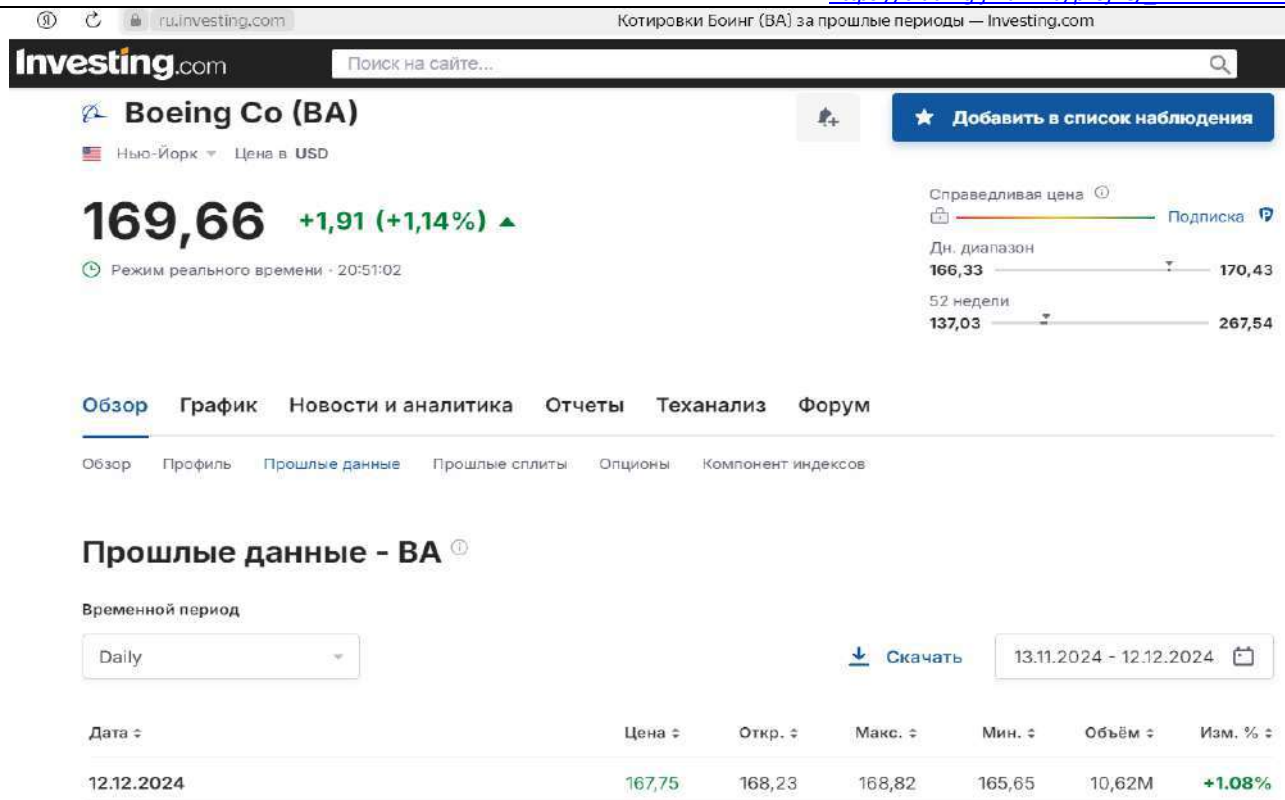 ru.investing.com Котировки Боинг (BA) за прошлые периоды — Investing.com
Investing.com Поиск на сайте...
Boeing Co (BA)
Добавить в список наблюдения
Нью-Йорк Цена в USD
169,66 +1,91 (+1,14%)
Режим реального времени · 20:51:02
Справедливая цена
Подписка
Дн. диапазон
166,33 170,43
52 недели
137,03 267,54
Обзор График Новости и аналитика Отчеты Теханализ Форум
Обзор Профиль Прошлые данные Прошлые сплиты Опционы Компонент индексов
Прошлые данные - BA
Временной период
Daily Скачать 13.11.2024 - 12.12.2024
Дата Цена Откр. Макс. Мин. Объём Изм. %
12.12.2024 167,75 168,23 168,82 165,65 10,62M +1.08%